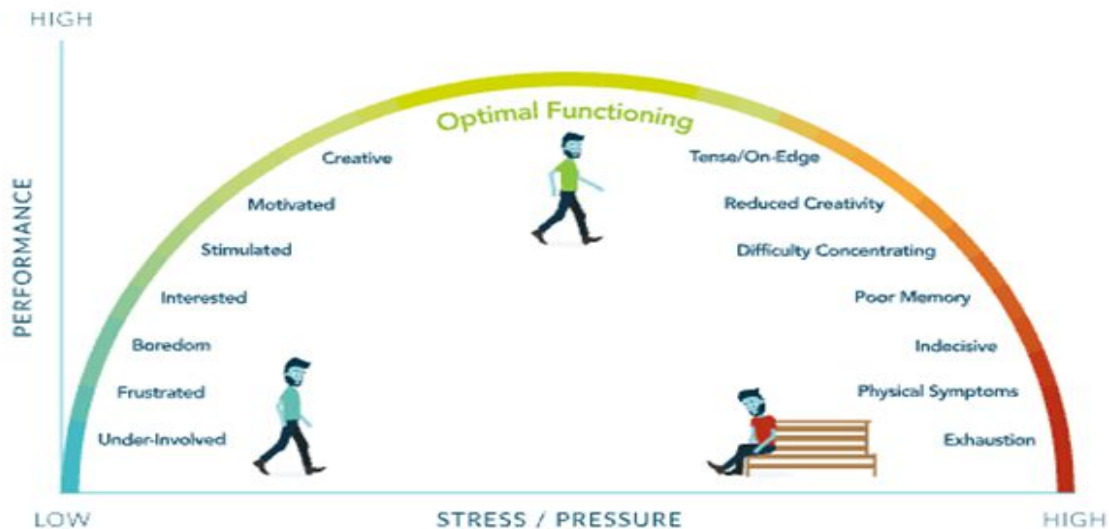 HIGH
Optimal Functioning
Creative
Tense/On-Edge
Motivated
Reduced Creativity
Stimulated
Difficulty Concentrating
Interested
Poor Memory
Boredom
Indecisive
Frustrated
Physical Symptoms
Under-Involved
Exhaustion
PERFORMANCE
LOW
STRESS / PRESSURE
HIGH